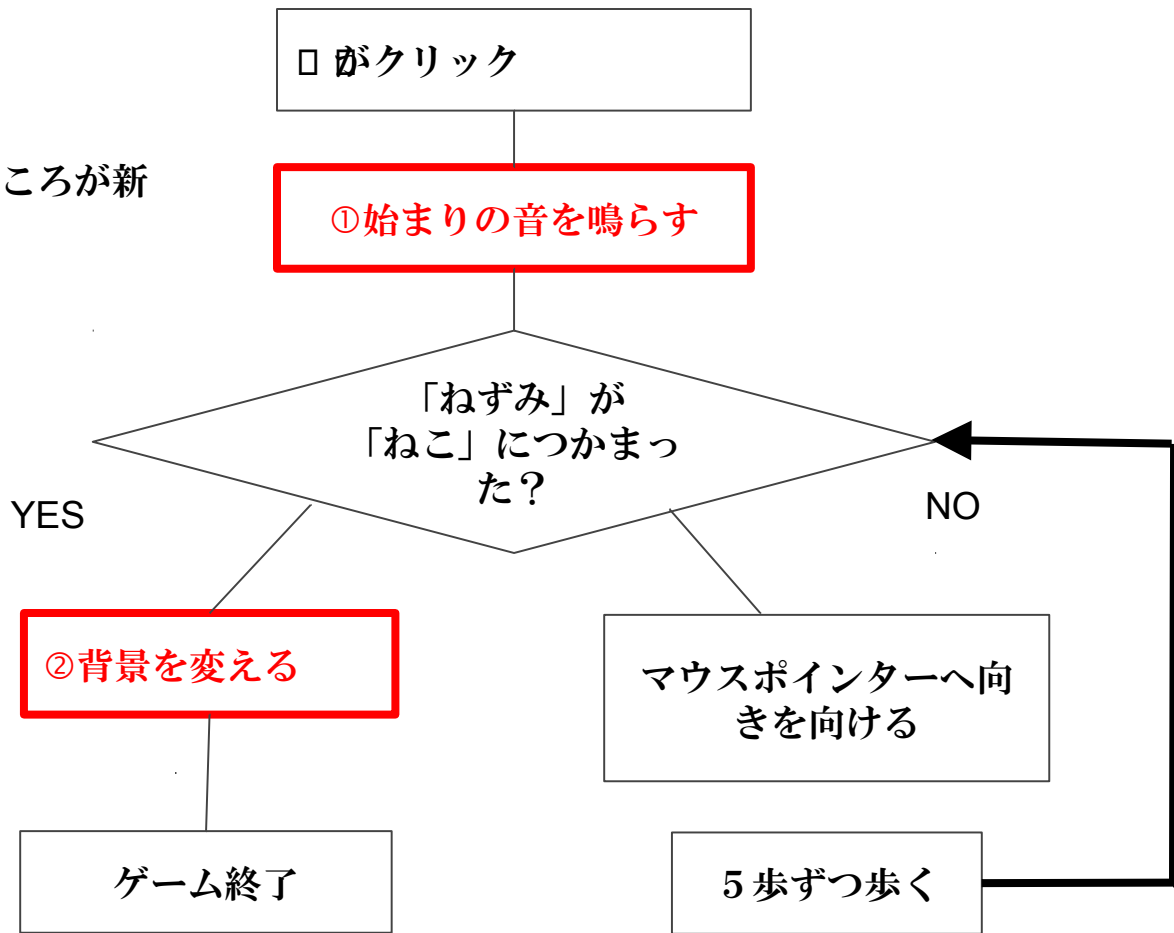 がクリック
ころが新
①始まりの音を鳴らす
「ねずみ」が
「ねこ」につかまっ
た？
YES
NO
②背景を変える
マウスポインターへ向
きを向ける
ゲーム終了
５歩ずつ歩く